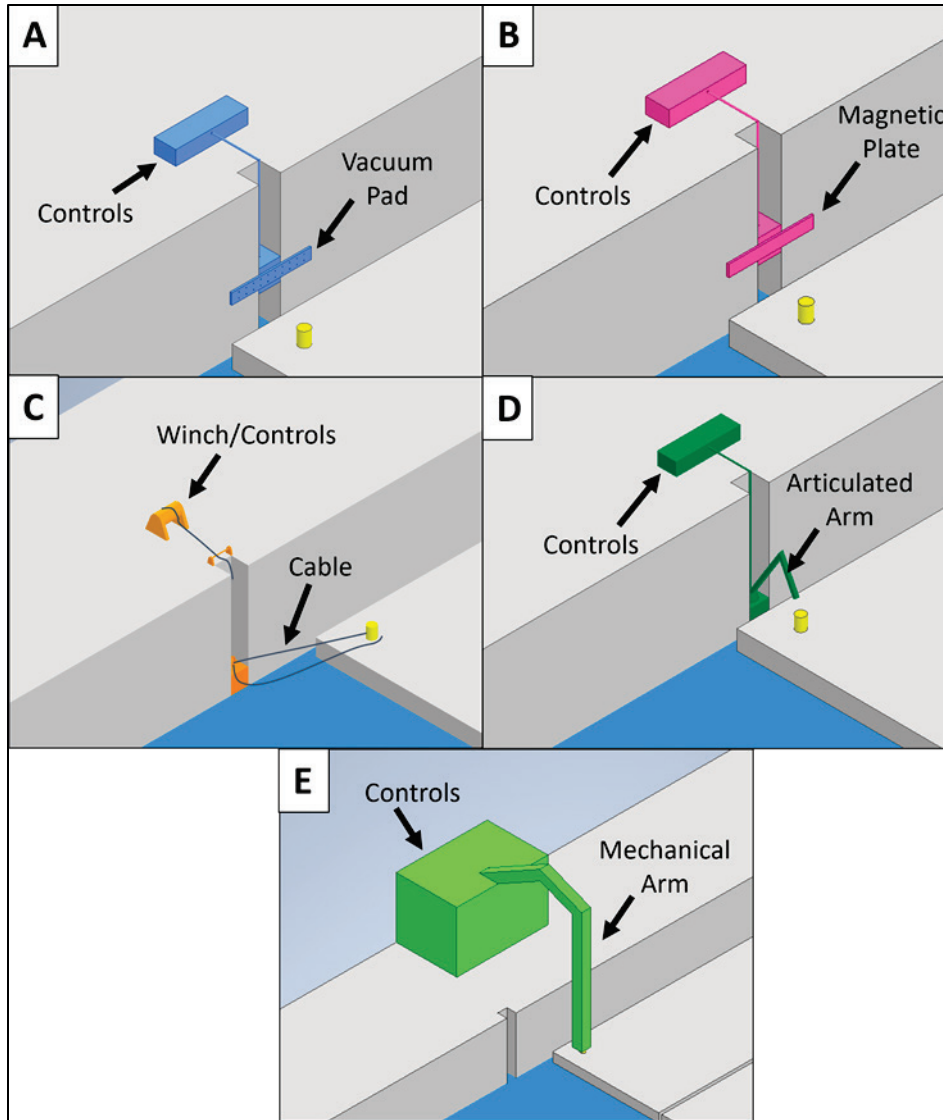 A
Controls
Vacuum
Pad
B
Controls
Magnetic
Plate
C
Winch/Controls
Cable
D
Controls
Articulated
Arm
E
Controls
Mechanical
Arm